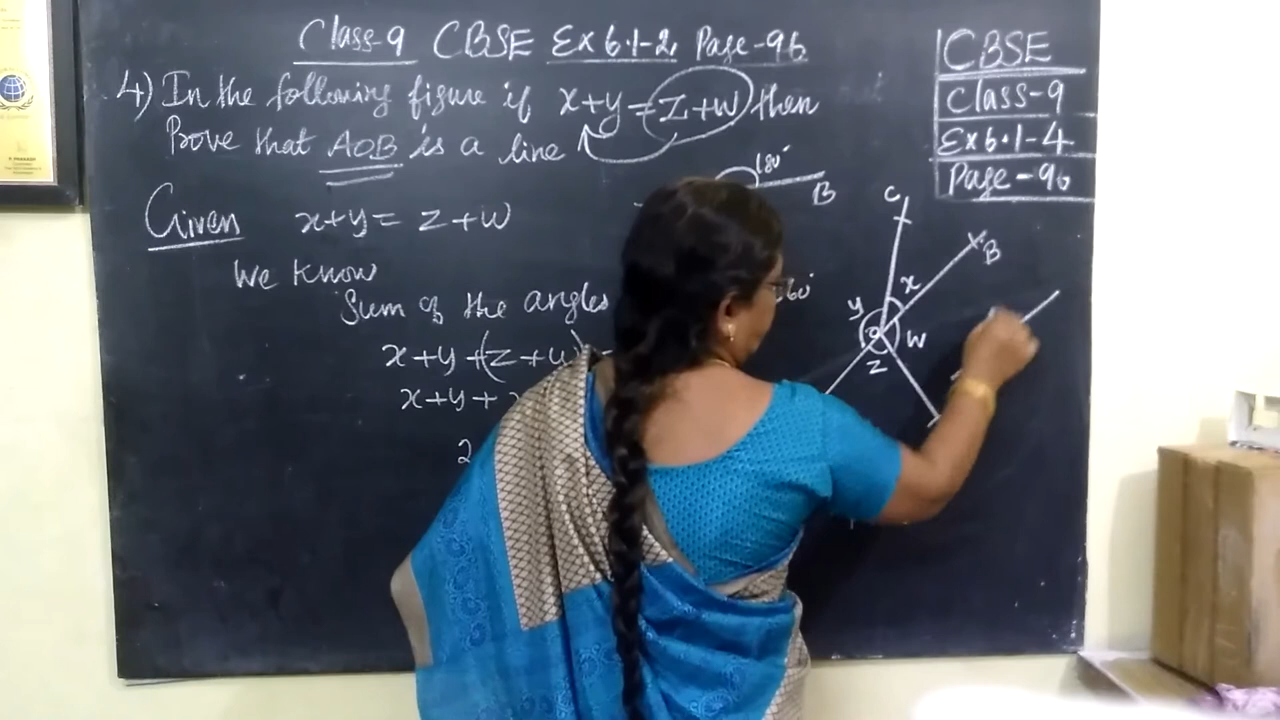 Class-9 CBSE Ex 6.1-2, Page-96
4) In the following figure if x+y=z+w then
Prove that AOB is a line
Given x+y = z+w
We know
Sum of the angles
x+y+(z+w)
x+y+
2
180°
B
60°
C
B
x
y
O
w
z
CBSE
Class-9
Ex 6.1-4
Page-96